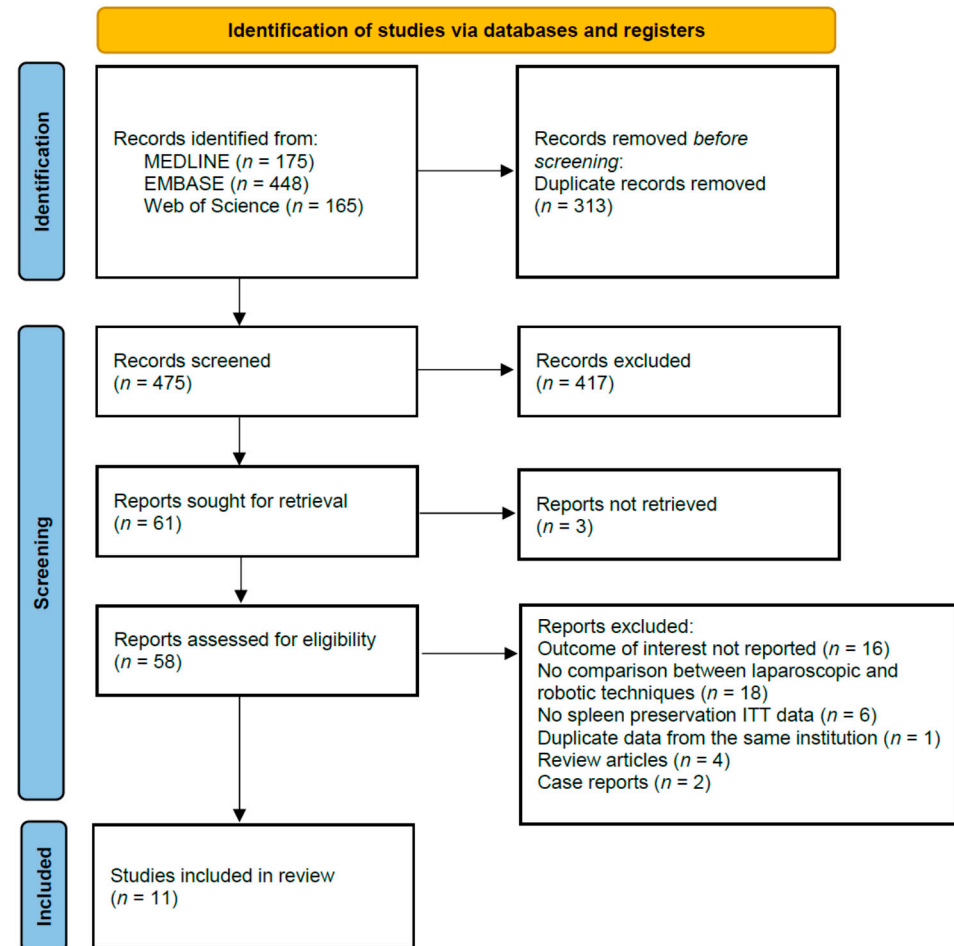 Identification of studies via databases and registers
Identification
Records identified from:
MEDLINE (n = 175)
EMBASE (n = 448)
Web of Science (n = 165)
Records removed before
screening:
Duplicate records removed
(n = 313)
Screening
Records screened
(n = 475)
Records excluded
(n = 417)
Reports sought for retrieval
(n = 61)
Reports not retrieved
(n = 3)
Reports assessed for eligibility
(n = 58)
Reports excluded:
Outcome of interest not reported (n = 16)
No comparison between laparoscopic and
robotic techniques (n = 18)
No spleen preservation ITT data (n = 6)
Duplicate data from the same institution (n = 1)
Review articles (n = 4)
Case reports (n = 2)
Included
Studies included in review
(n = 11)